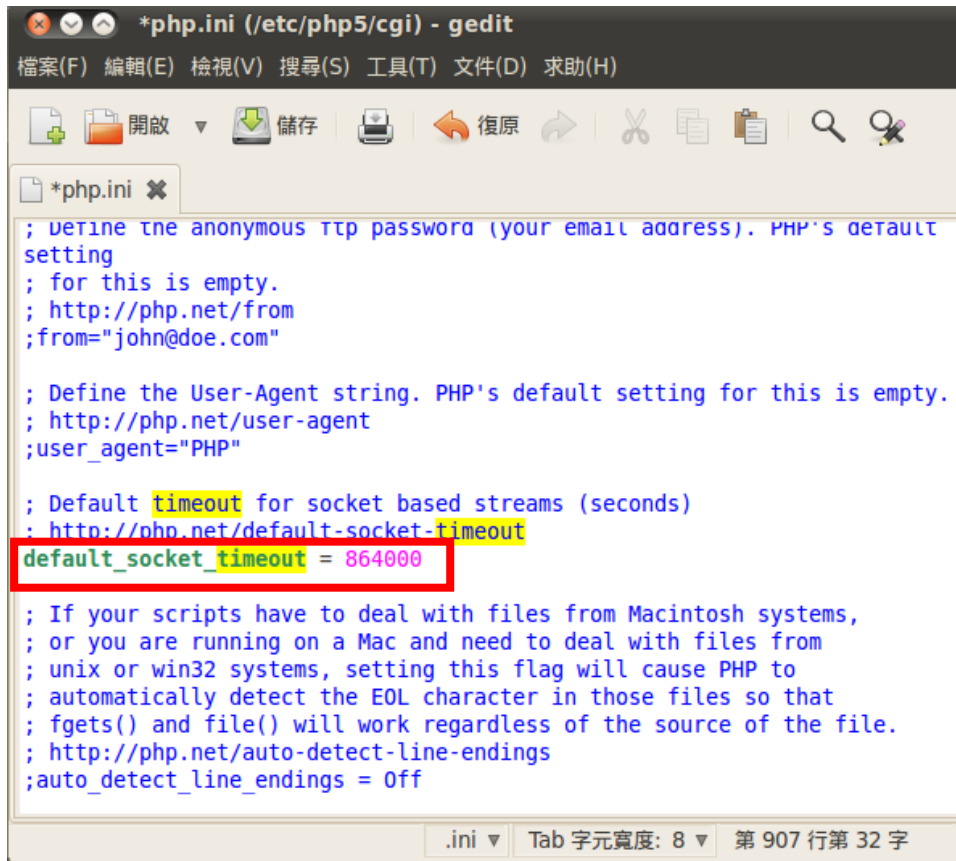 *php.ini (/etc/php5/cgi) - gedit
檔案(F) 編輯(E) 檢視(V) 搜尋(S) 工具(T) 文件(D) 求助(H)
開啟 儲存 復原
*php.ini
; Define the anonymous ftp password (your email address). PHP's default
setting
; for this is empty.
; http://php.net/from
;from="john@doe.com"
; Define the User-Agent string. PHP's default setting for this is empty.
; http://php.net/user-agent
;user_agent="PHP"
; Default timeout for socket based streams (seconds)
; http://php.net/default-socket-timeout
default_socket_timeout = 864000
; If your scripts have to deal with files from Macintosh systems,
; or you are running on a Mac and need to deal with files from
; unix or win32 systems, setting this flag will cause PHP to
; automatically detect the EOL character in those files so that
; fgets() and file() will work regardless of the source of the file.
; http://php.net/auto-detect-line-endings
;auto_detect_line_endings = Off
.ini Tab 字元寬度: 8 第 907 行第 32 字